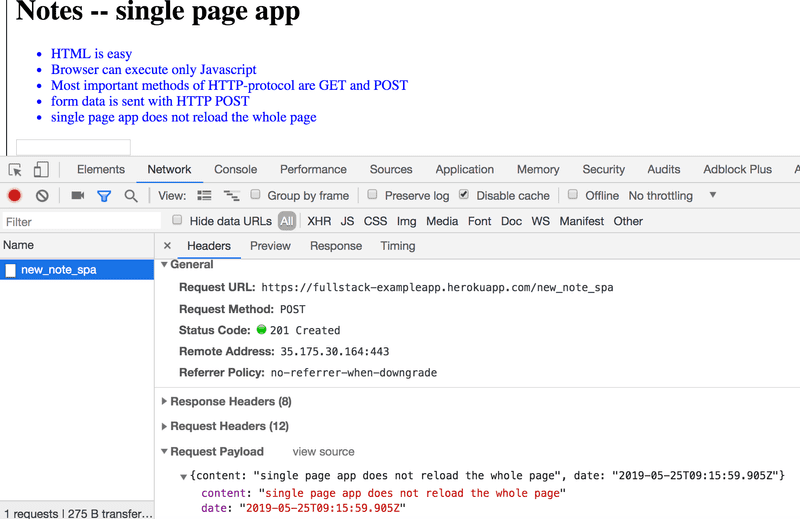 Notes -- single page app
• HTML is easy
• Browser can execute only Javascript
• Most important methods of HTTP-protocol are GET and POST
• form data is sent with HTTP POST
• single page app does not reload the whole page
Elements Network Console Performance Sources Application Memory Security Audits Adblock Plus
View: Group by frame Preserve log Disable cache Offline No throttling
Filter Hide data URLs All XHR JS CSS Img Media Font Doc WS Manifest Other
Name × Headers Preview Response Timing
new_note_spa
General
Request URL: https://fullstack-exampleapp.herokuapp.com/new_note_spa
Request Method: POST
Status Code: 201 Created
Remote Address: 35.175.30.164:443
Referrer Policy: no-referrer-when-downgrade
Response Headers (8)
Request Headers (12)
Request Payload view source
{content: "single page app does not reload the whole page", date: "2019-05-25T09:15:59.905Z"}
content: "single page app does not reload the whole page"
date: "2019-05-25T09:15:59.905Z"
1 requests | 275 B transfer...